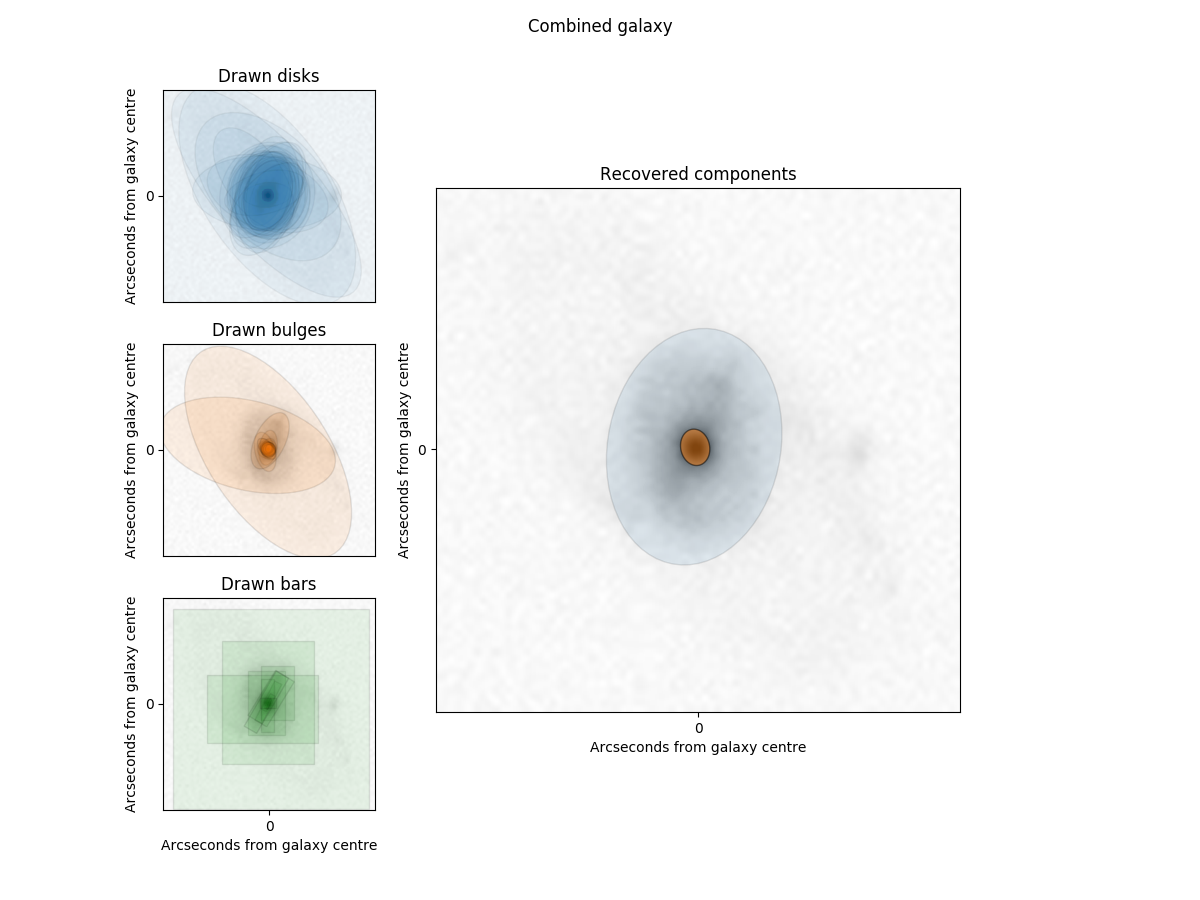 Combined galaxy
Drawn disks
Arcseconds from galaxy centre
0
Drawn bulges
Arcseconds from galaxy centre
0
Drawn bars
Arcseconds from galaxy centre
0
0
Arcseconds from galaxy centre
Recovered components
Arcseconds from galaxy centre
0
0
Arcseconds from galaxy centre